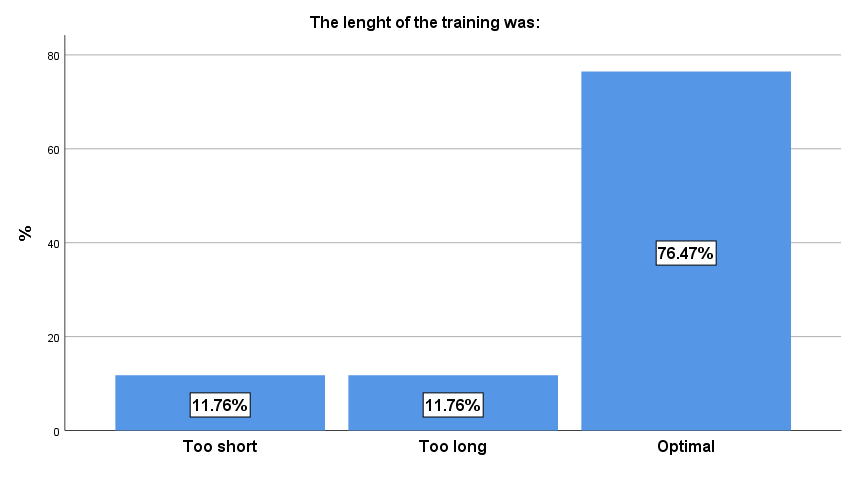 The lenght of the training was:
80
60
40
20
0
%
11.76%
11.76%
76.47%
Too short
Too long
Optimal